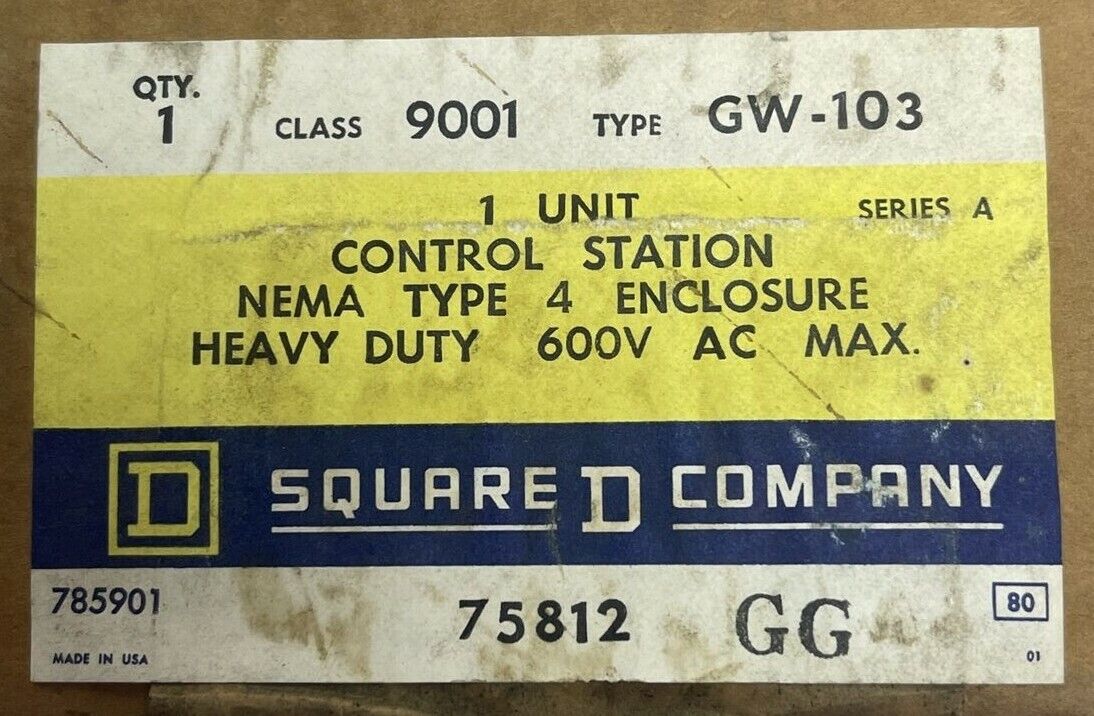 QTY.
1 CLASS 9001 TYPE GW-103
1 UNIT SERIES A
CONTROL STATION
NEMA TYPE 4 ENCLOSURE
HEAVY DUTY 600V AC MAX.
D SQUARE D COMPANY
785901 75812 GG 80
MADE IN USA 01